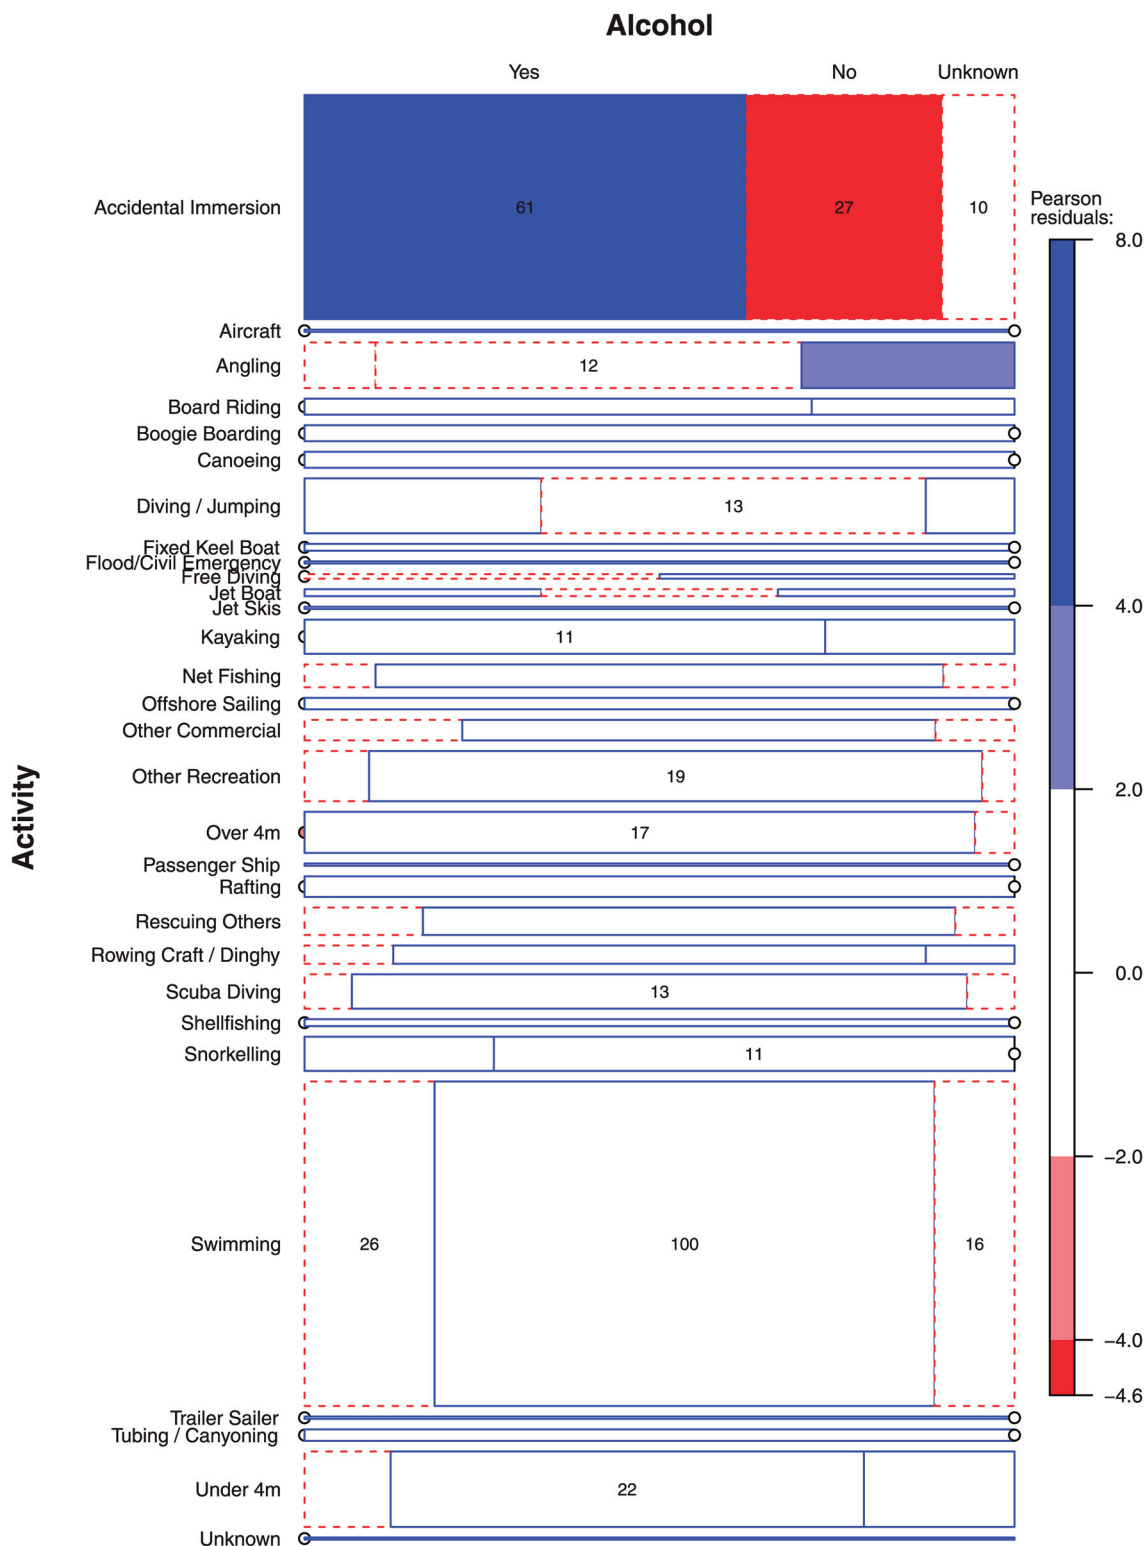 Alcohol
Yes No Unknown
Accidental Immersion 61 27 10
Pearson
residuals:
8.0
Aircraft
Angling 12
Board Riding
Boogie Boarding
Canoeing
Diving / Jumping 13
Fixed Keel Boat
Flood/Civil Emergency
Free Diving
Jet Boat
Jet Skis
4.0
Kayaking 11
Net Fishing
Offshore Sailing
Other Commercial
Other Recreation 19
2.0
Activity
Over 4m 17
Passenger Ship
Rafting
Rescuing Others
Rowing Craft / Dinghy
0.0
Scuba Diving 13
Shellfishing
Snorkelling 11
−2.0
Swimming 26 100 16
−4.0
−4.6
Trailer Sailer
Tubing / Canyoning
Under 4m 22
Unknown